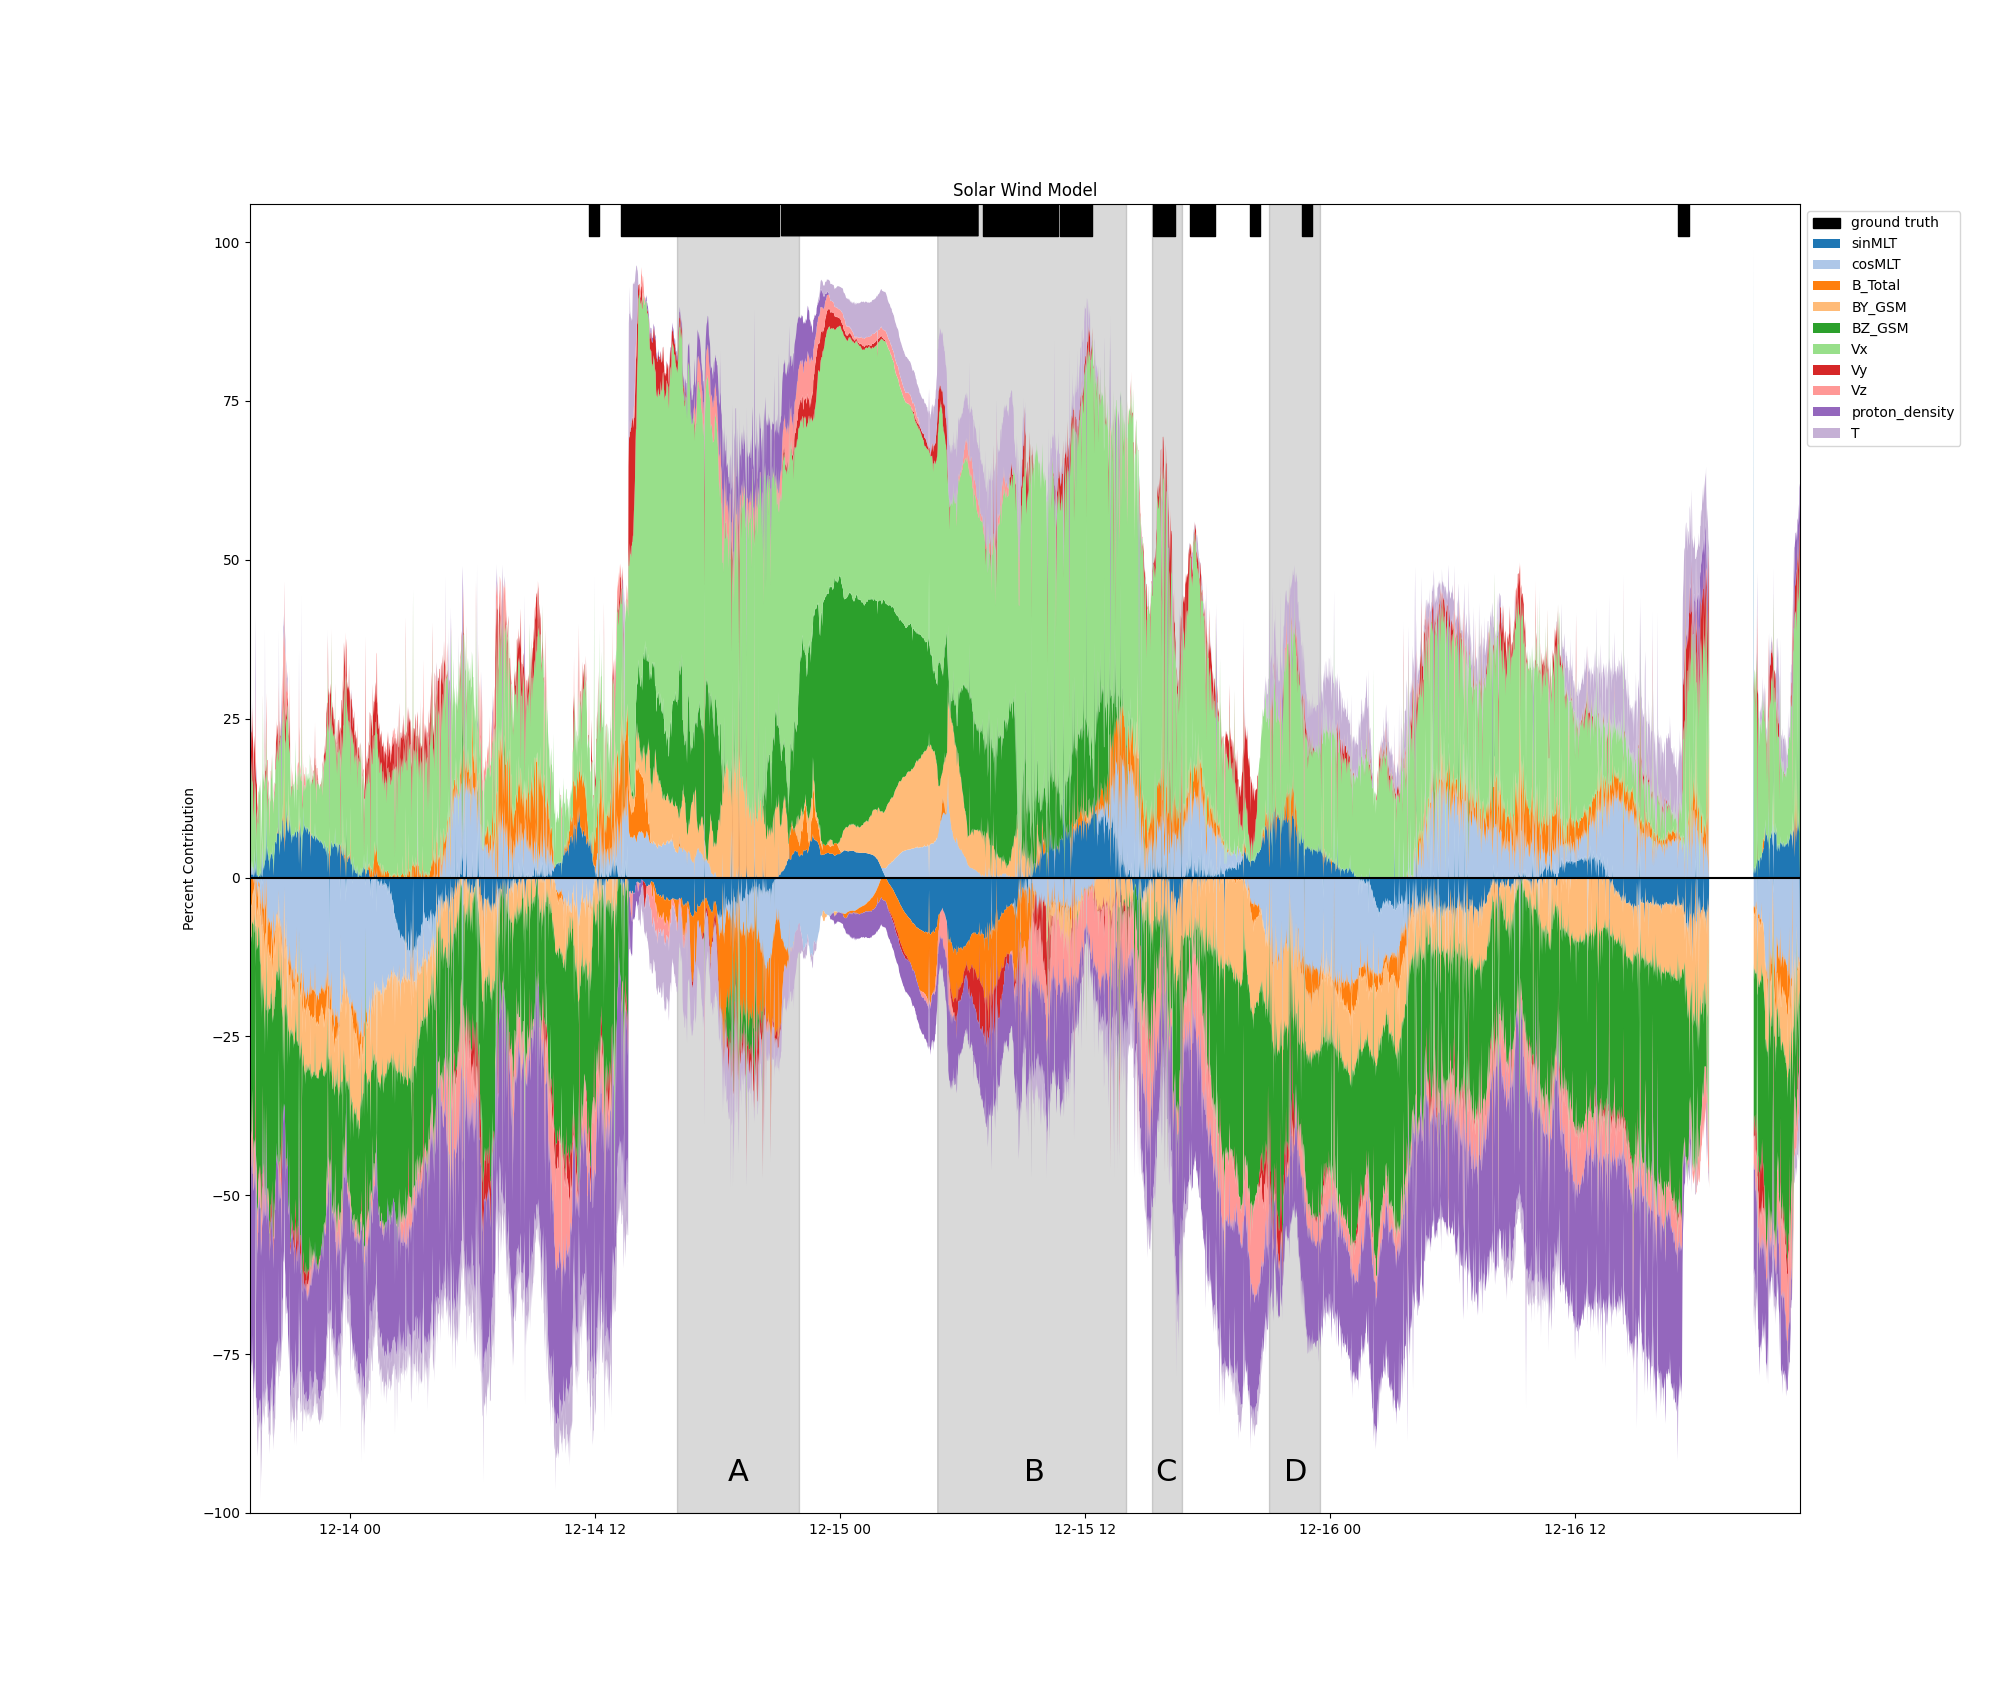 Solar Wind Model
ground truth
sinMLT
cosMLT
B_Total
BY_GSM
BZ_GSM
Vx
Vy
Vz
proton_density
T
100
75
50
25
0
−25
−50
−75
−100
Percent Contribution
A
B
C
D
12-14 00
12-14 12
12-15 00
12-15 12
12-16 00
12-16 12